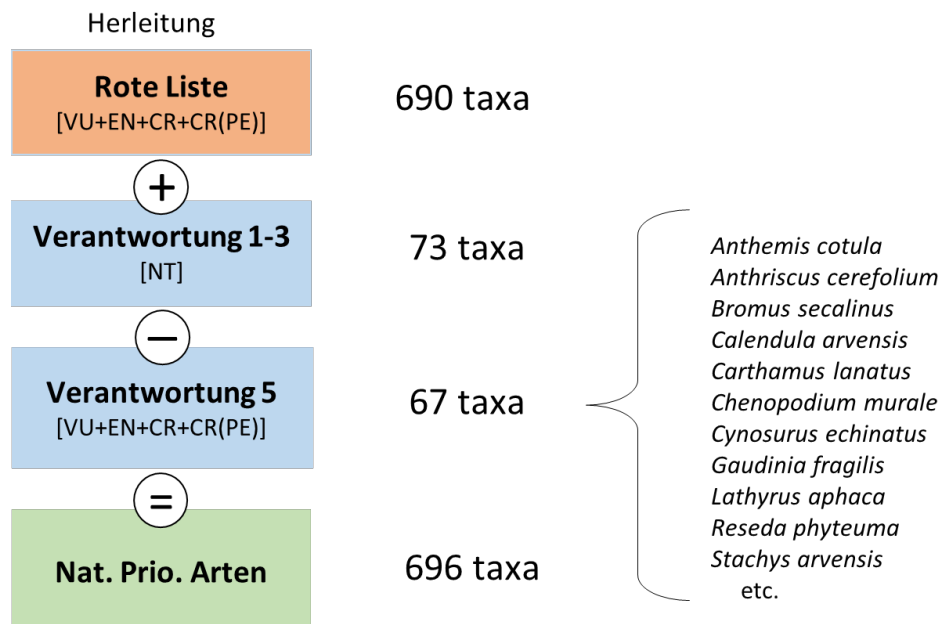 Herleitung
Rote Liste
[VU+EN+CR+CR(PE)]
690 taxa
+
Verantwortung 1-3
[NT]
73 taxa
−
Verantwortung 5
[VU+EN+CR+CR(PE)]
67 taxa
=
Nat. Prio. Arten
696 taxa
Anthemis cotula
Anthriscus cerefolium
Bromus secalinus
Calendula arvensis
Carthamus lanatus
Chenopodium murale
Cynosurus echinatus
Gaudinia fragilis
Lathyrus aphaca
Reseda phyteuma
Stachys arvensis
etc.